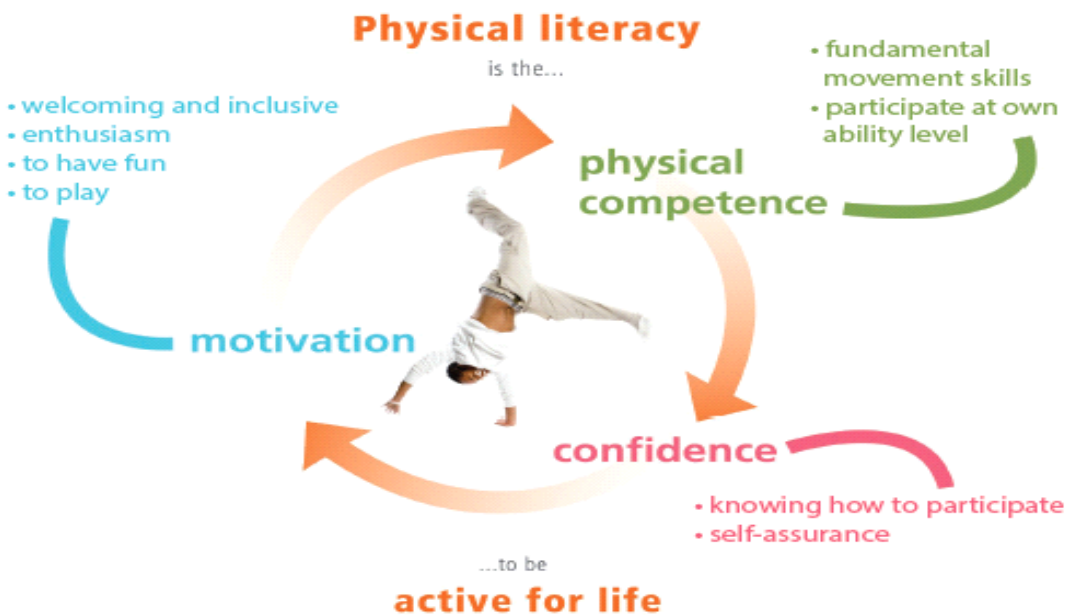 Physical literacy
is the...
• welcoming and inclusive
• enthusiasm
• to have fun
• to play
motivation
• fundamental
movement skills
• participate at own
ability level
physical
competence
confidence
• knowing how to participate
• self-assurance
...to be
active for life